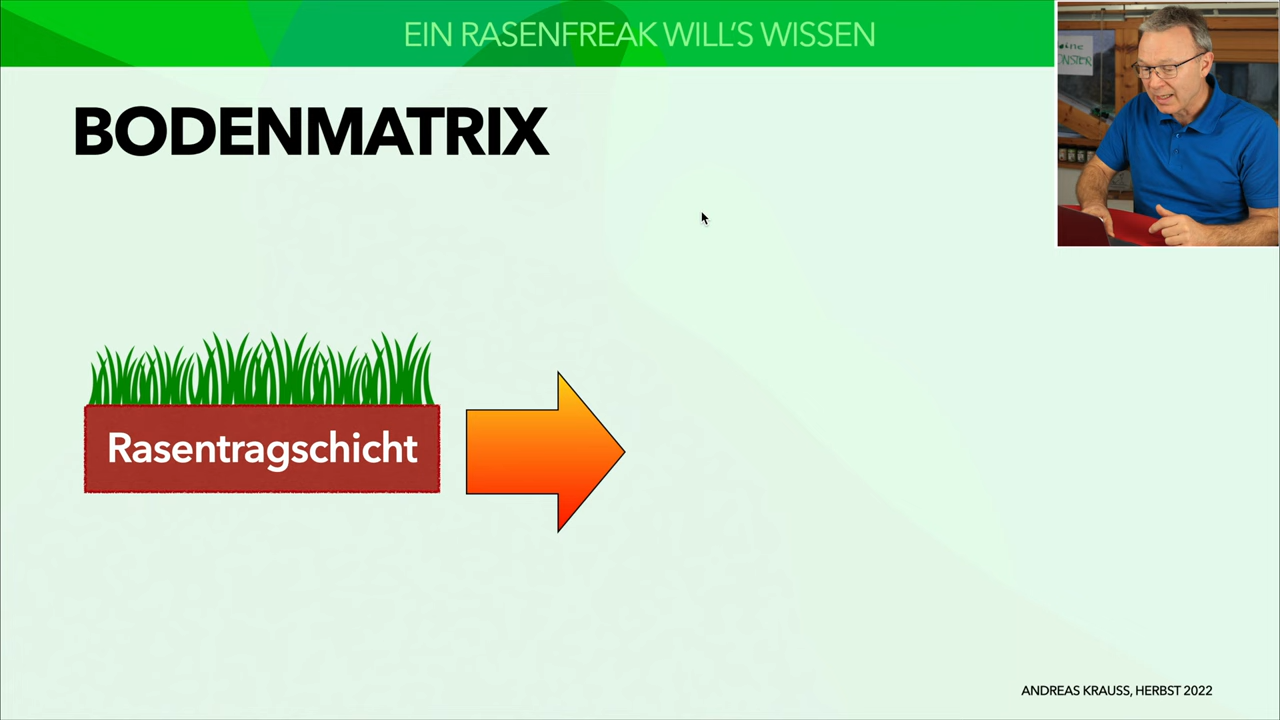 EIN RASENFREAK WILL'S WISSEN
BODENMATRIX
Rasentragschicht
ANDREAS KRAUSS, HERBST 2022